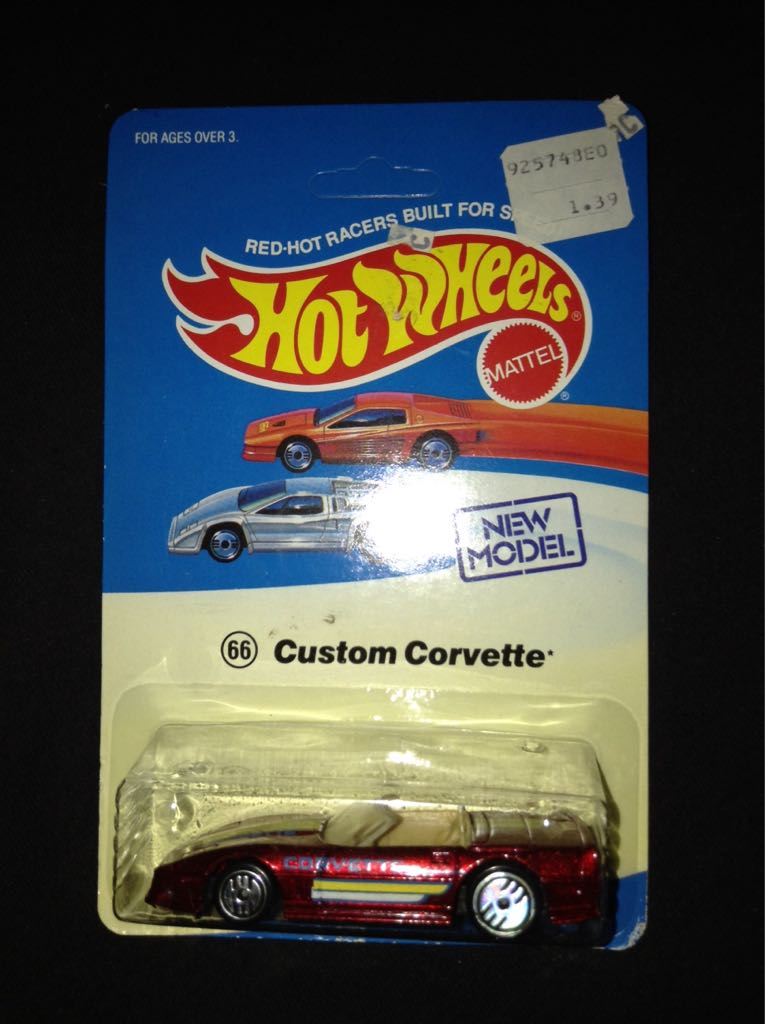 FOR AGES OVER 3.
925748E0
1.39
RED-HOT RACERS BUILT FOR
HOT WHEELS ®
MATTEL ®
NEW
MODEL
66 Custom Corvette*
CORVETTE